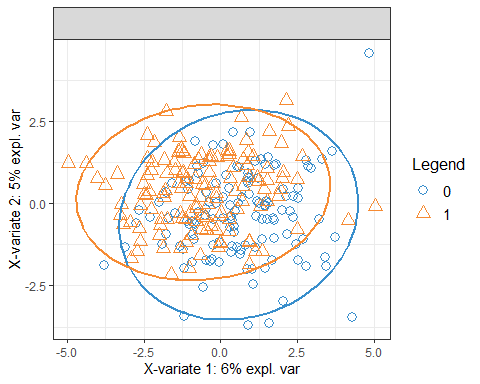 2.5
0.0
-2.5
X-variate 2: 5% expl. var
-5.0 -2.5 0.0 2.5 5.0
X-variate 1: 6% expl. var
Legend
0
1